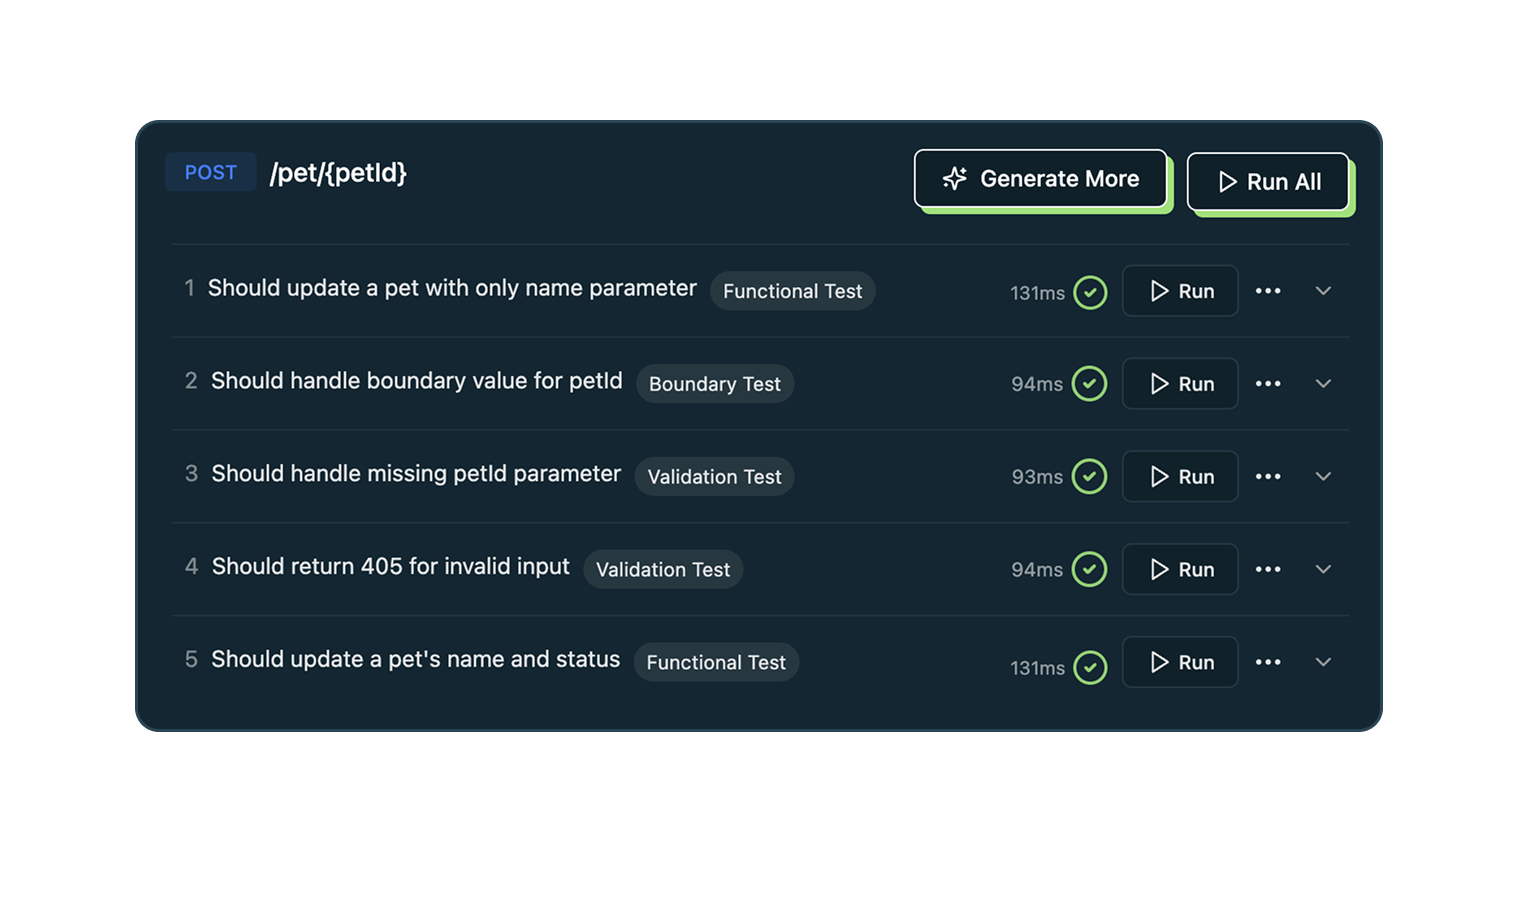 POST /pet/{petId} Generate More Run All
1 Should update a pet with only name parameter Functional Test 131ms Run
2 Should handle boundary value for petId Boundary Test 94ms Run
3 Should handle missing petId parameter Validation Test 93ms Run
4 Should return 405 for invalid input Validation Test 94ms Run
5 Should update a pet's name and status Functional Test 131ms Run